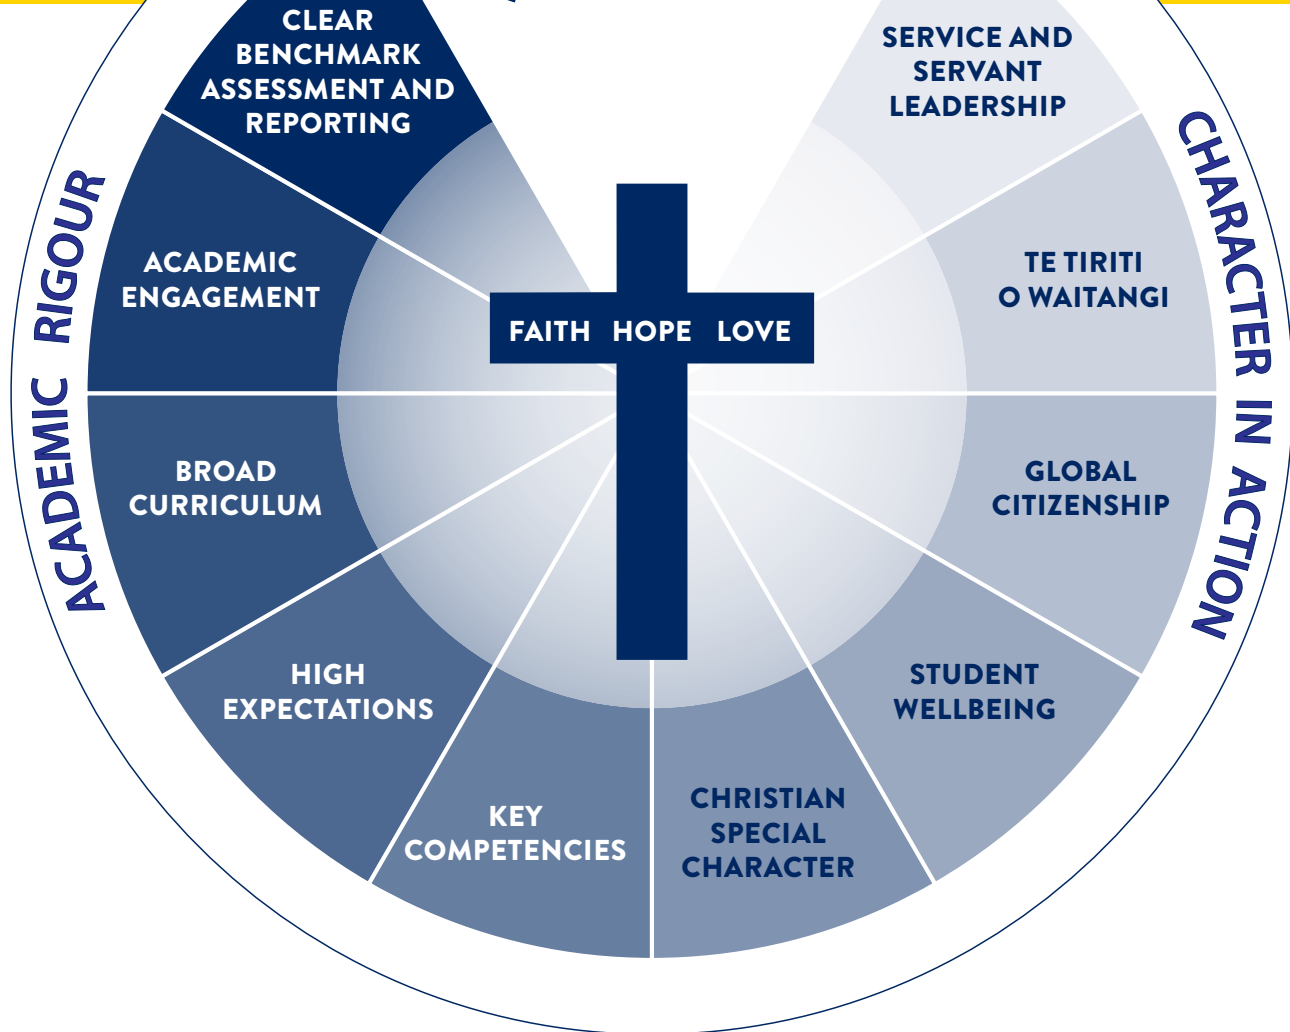 CLEAR
BENCHMARK
ASSESSMENT AND
REPORTING
SERVICE AND
SERVANT
LEADERSHIP
ACADEMIC RIGOUR
ACADEMIC
ENGAGEMENT
FAITH HOPE LOVE
TE TIRITI
O WAITANGI
CHARACTER IN ACTION
BROAD
CURRICULUM
GLOBAL
CITIZENSHIP
HIGH
EXPECTATIONS
STUDENT
WELLBEING
KEY
COMPETENCIES
CHRISTIAN
SPECIAL
CHARACTER